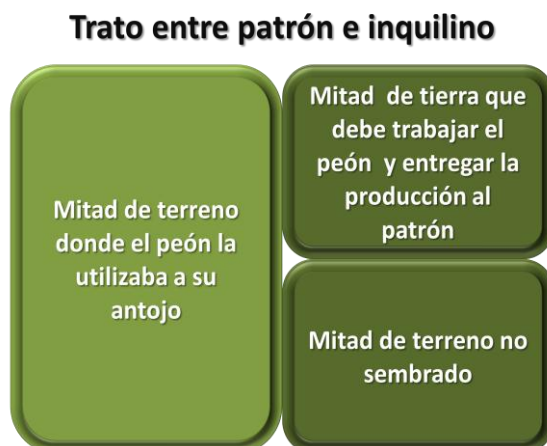 Trato entre patrón e inquilino
Mitad de terreno
donde el peón la
utilizaba a su
antojo
Mitad de tierra que
debe trabajar el
peón y entregar la
producción al
patrón
Mitad de terreno no
sembrado